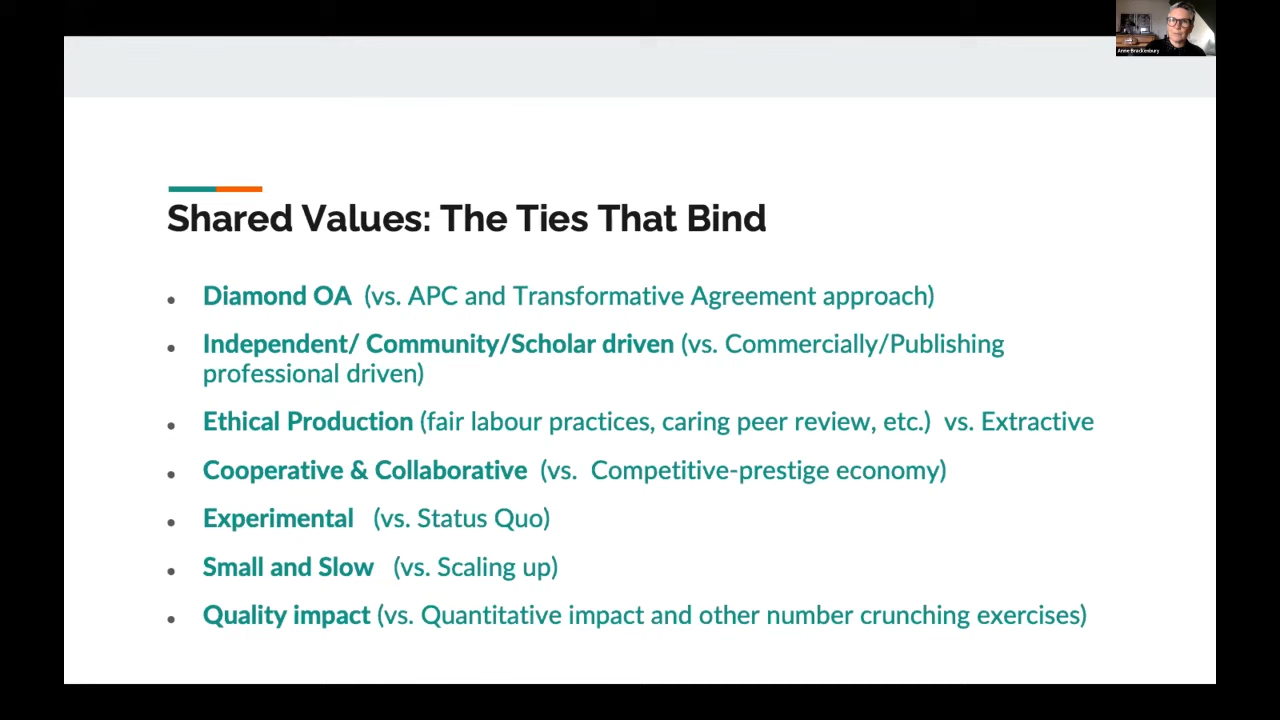 Anne Brackenbury
Shared Values: The Ties That Bind
• Diamond OA (vs. APC and Transformative Agreement approach)
• Independent/ Community/Scholar driven (vs. Commercially/Publishing
professional driven)
• Ethical Production (fair labour practices, caring peer review, etc.) vs. Extractive
• Cooperative & Collaborative (vs. Competitive-prestige economy)
• Experimental (vs. Status Quo)
• Small and Slow (vs. Scaling up)
• Quality impact (vs. Quantitative impact and other number crunching exercises)